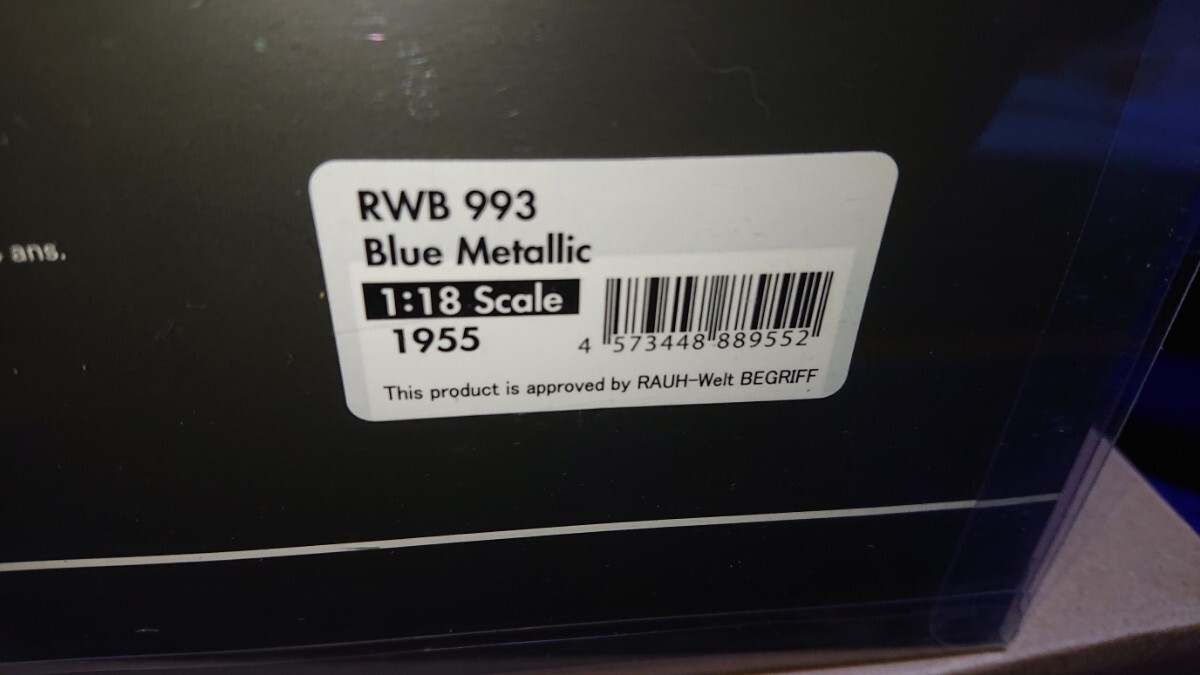 ans.
RWB 993
Blue Metallic
1:18 Scale
1955
4 573448 889552
This product is approved by RAUH-Welt BEGRIFF